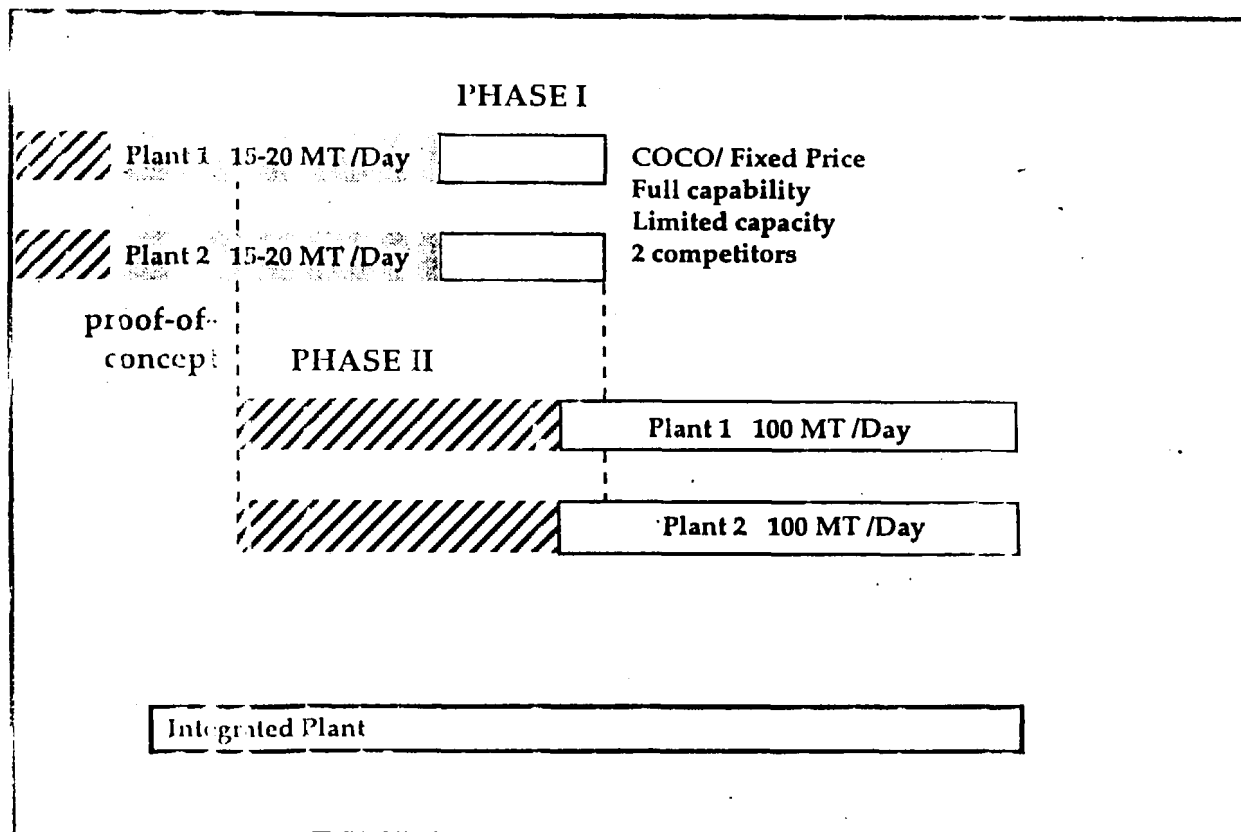 PHASE I
Plant 1 15-20 MT/Day
COCO/ Fixed Price
Full capability
Limited capacity
2 competitors
Plant 2 15-20 MT/Day
proof-of-
concept
PHASE II
Plant 1 100 MT/Day
Plant 2 100 MT/Day
Integrated Plant